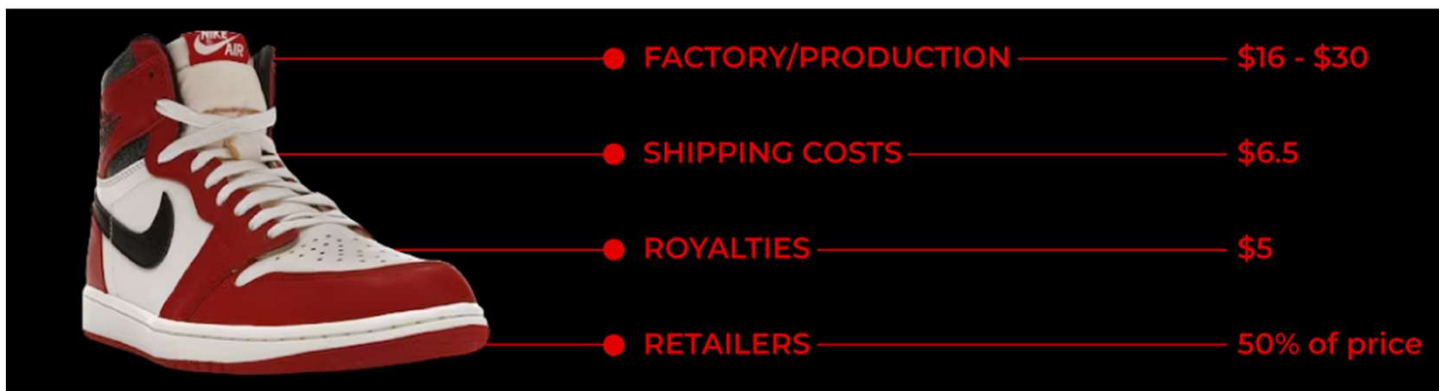 NIKE
AIR
FACTORY/PRODUCTION $16 - $30
SHIPPING COSTS $6.5
ROYALTIES $5
RETAILERS 50% of price